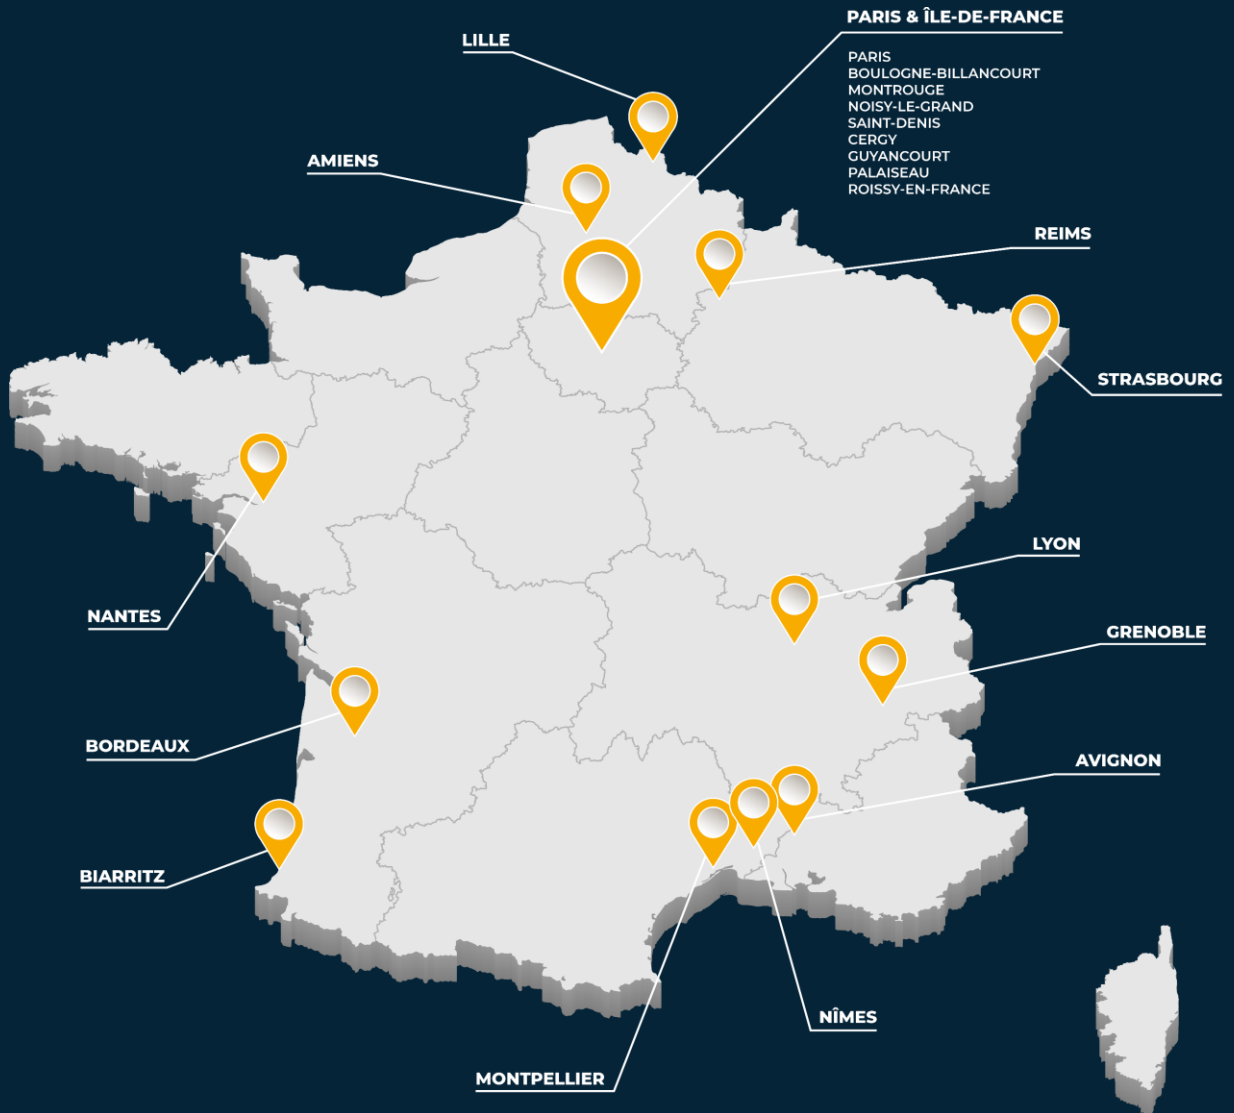 PARIS & ÎLE-DE-FRANCE
LILLE
PARIS
BOULOGNE-BILLANCOURT
MONTROUGE
NOISY-LE-GRAND
SAINT-DENIS
CERGY
GUYANCOURT
PALAISEAU
ROISSY-EN-FRANCE
AMIENS
REIMS
STRASBOURG
LYON
NANTES
GRENOBLE
BORDEAUX
AVIGNON
BIARRITZ
NÎMES
MONTPELLIER